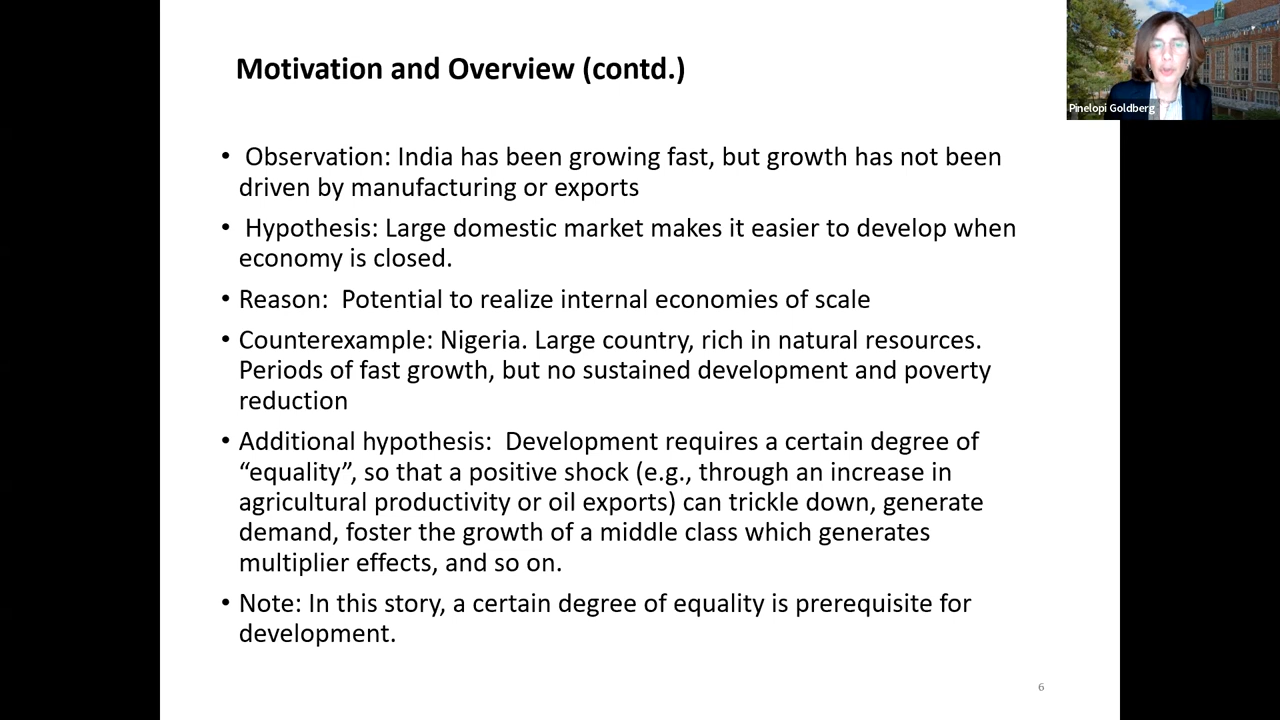 Motivation and Overview (contd.)
Pinelopi Goldberg
• Observation: India has been growing fast, but growth has not been
driven by manufacturing or exports
• Hypothesis: Large domestic market makes it easier to develop when
economy is closed.
• Reason: Potential to realize internal economies of scale
• Counterexample: Nigeria. Large country, rich in natural resources.
Periods of fast growth, but no sustained development and poverty
reduction
• Additional hypothesis: Development requires a certain degree of
“equality”, so that a positive shock (e.g., through an increase in
agricultural productivity or oil exports) can trickle down, generate
demand, foster the growth of a middle class which generates
multiplier effects, and so on.
• Note: In this story, a certain degree of equality is prerequisite for
development.
6